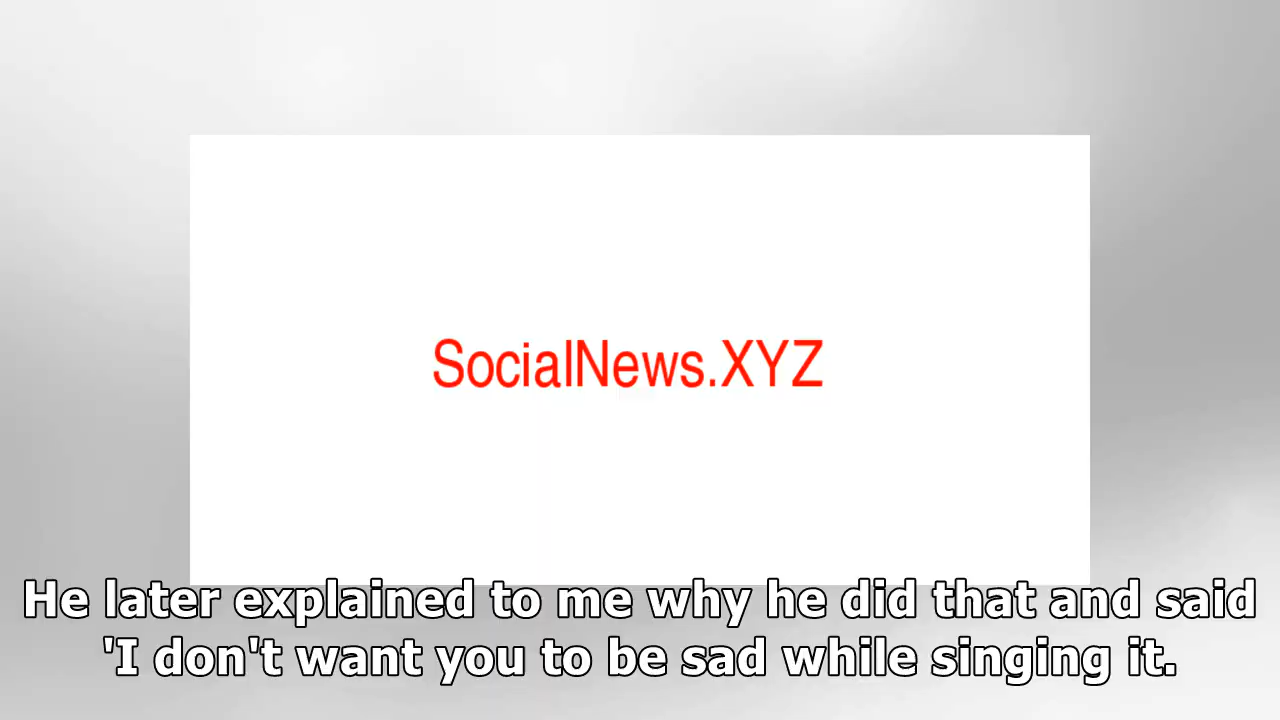 SocialNews.XYZ
He later explained to me why he did that and said
'I don't want you to be sad while singing it.